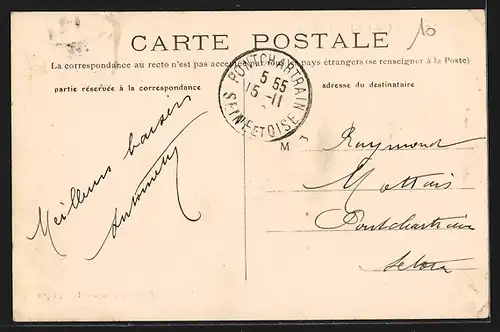 10
CARTE POSTALE
La correspondance au recto n'est pas acceptée par tous les pays étrangers (se renseigner à la Poste)
partie réservée à la correspondance
adresse du destinataire
PONTCHARTRAIN
5 55
15 - 11
SEINE ET OISE
M
Meilleurs baisers
Raymond
Pontchartrain